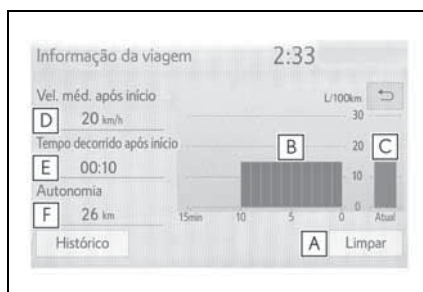 Informação da viagem 2:33
Vel. méd. após início
L/100km
D 20 km/h
30
Tempo decorrido após início
B 20 C
E 00:10
10
Autonomia
0
F 26 km
15min 10 5 0 Atual
Histórico A Limpar